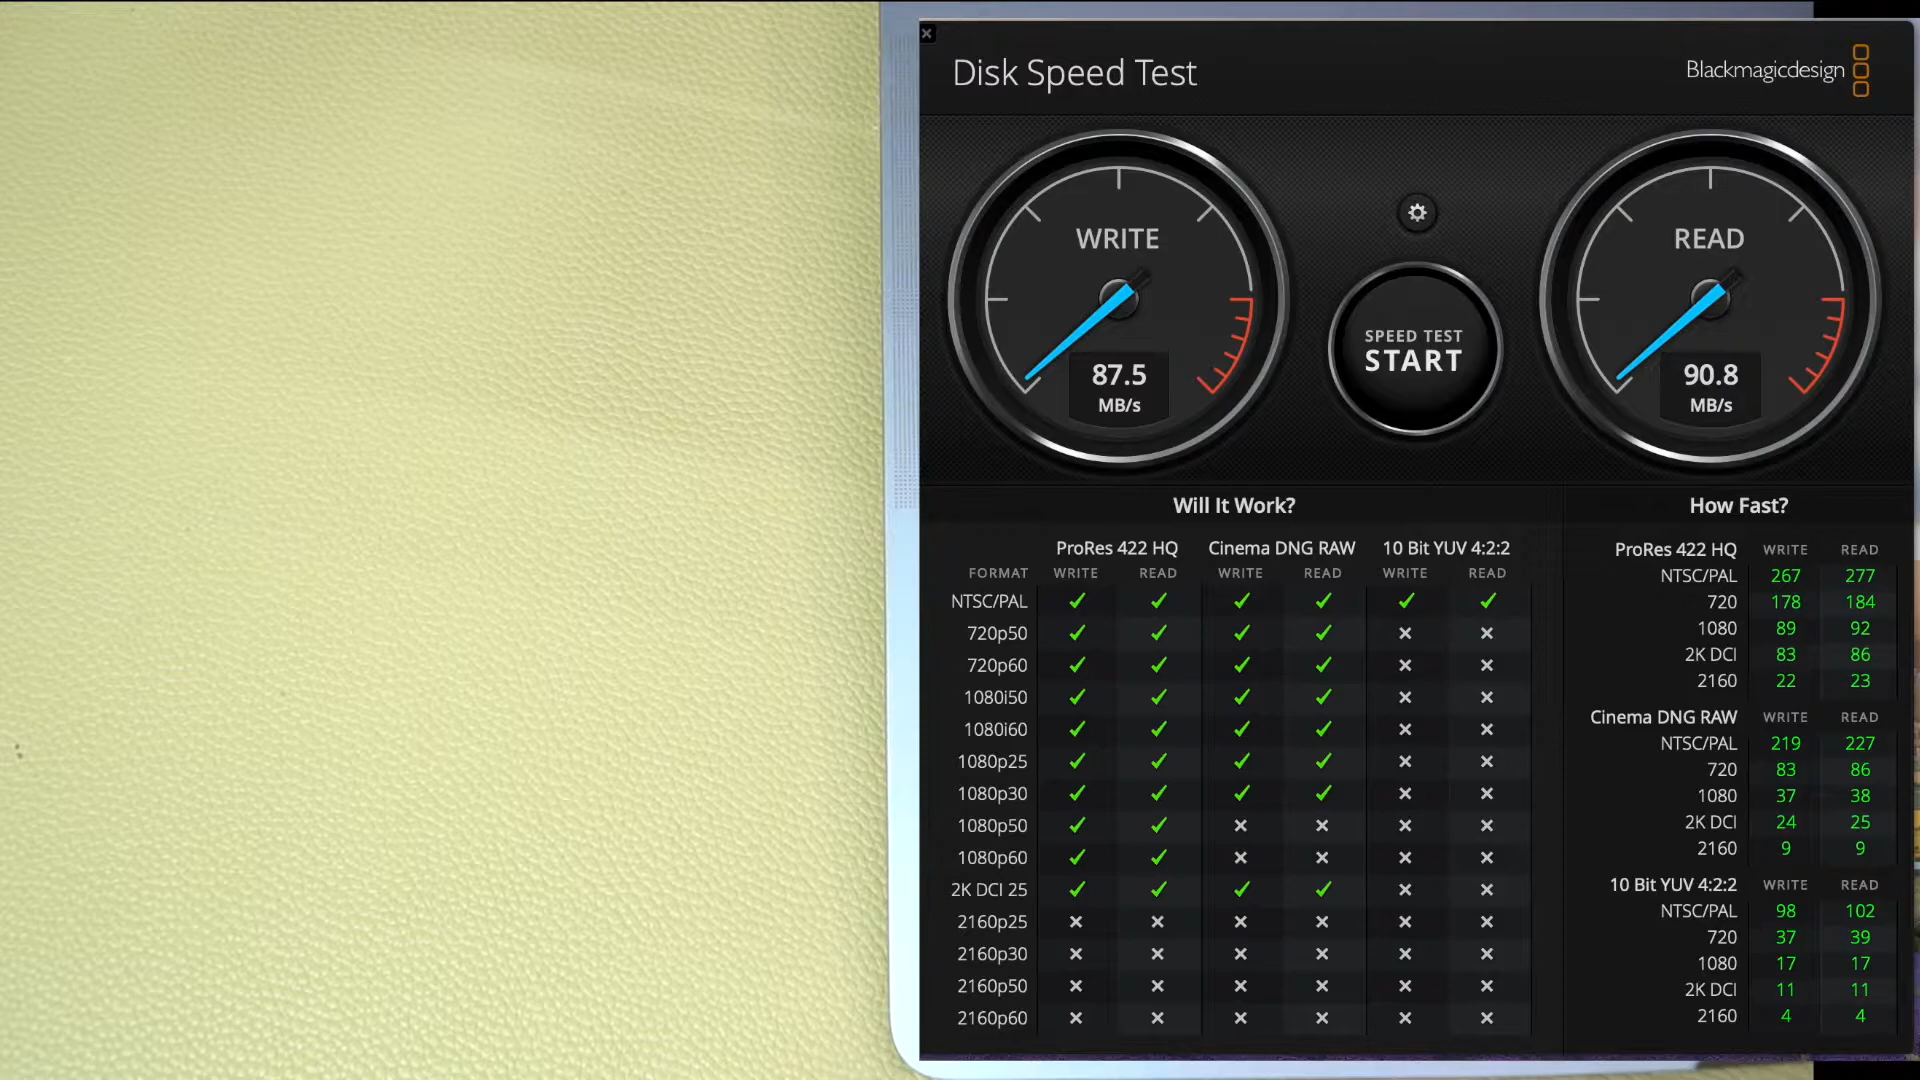 Disk Speed Test
Blackmagicdesign
WRITE
87.5
MB/s
SPEED TEST
START
READ
90.8
MB/s
Will It Work?
ProRes 422 HQ Cinema DNG RAW 10 Bit YUV 4:2:2
FORMAT WRITE READ WRITE READ WRITE READ
NTSC/PAL ✓ ✓ ✓ ✓ ✓ ✓
720p50 ✓ ✓ ✓ ✓ × ×
720p60 ✓ ✓ ✓ ✓ × ×
1080i50 ✓ ✓ ✓ ✓ × ×
1080i60 ✓ ✓ ✓ ✓ × ×
1080p25 ✓ ✓ ✓ ✓ × ×
1080p30 ✓ ✓ ✓ ✓ × ×
1080p50 ✓ ✓ × × × ×
1080p60 ✓ ✓ × × × ×
2K DCI 25 ✓ ✓ ✓ ✓ × ×
2160p25 × × × × × ×
2160p30 × × × × × ×
2160p50 × × × × × ×
2160p60 × × × × × ×
How Fast?
ProRes 422 HQ WRITE READ
NTSC/PAL 267 277
720 178 184
1080 89 92
2K DCI 83 86
2160 22 23
Cinema DNG RAW WRITE READ
NTSC/PAL 219 227
720 83 86
1080 37 38
2K DCI 24 25
2160 9 9
10 Bit YUV 4:2:2 WRITE READ
NTSC/PAL 98 102
720 37 39
1080 17 17
2K DCI 11 11
2160 4 4